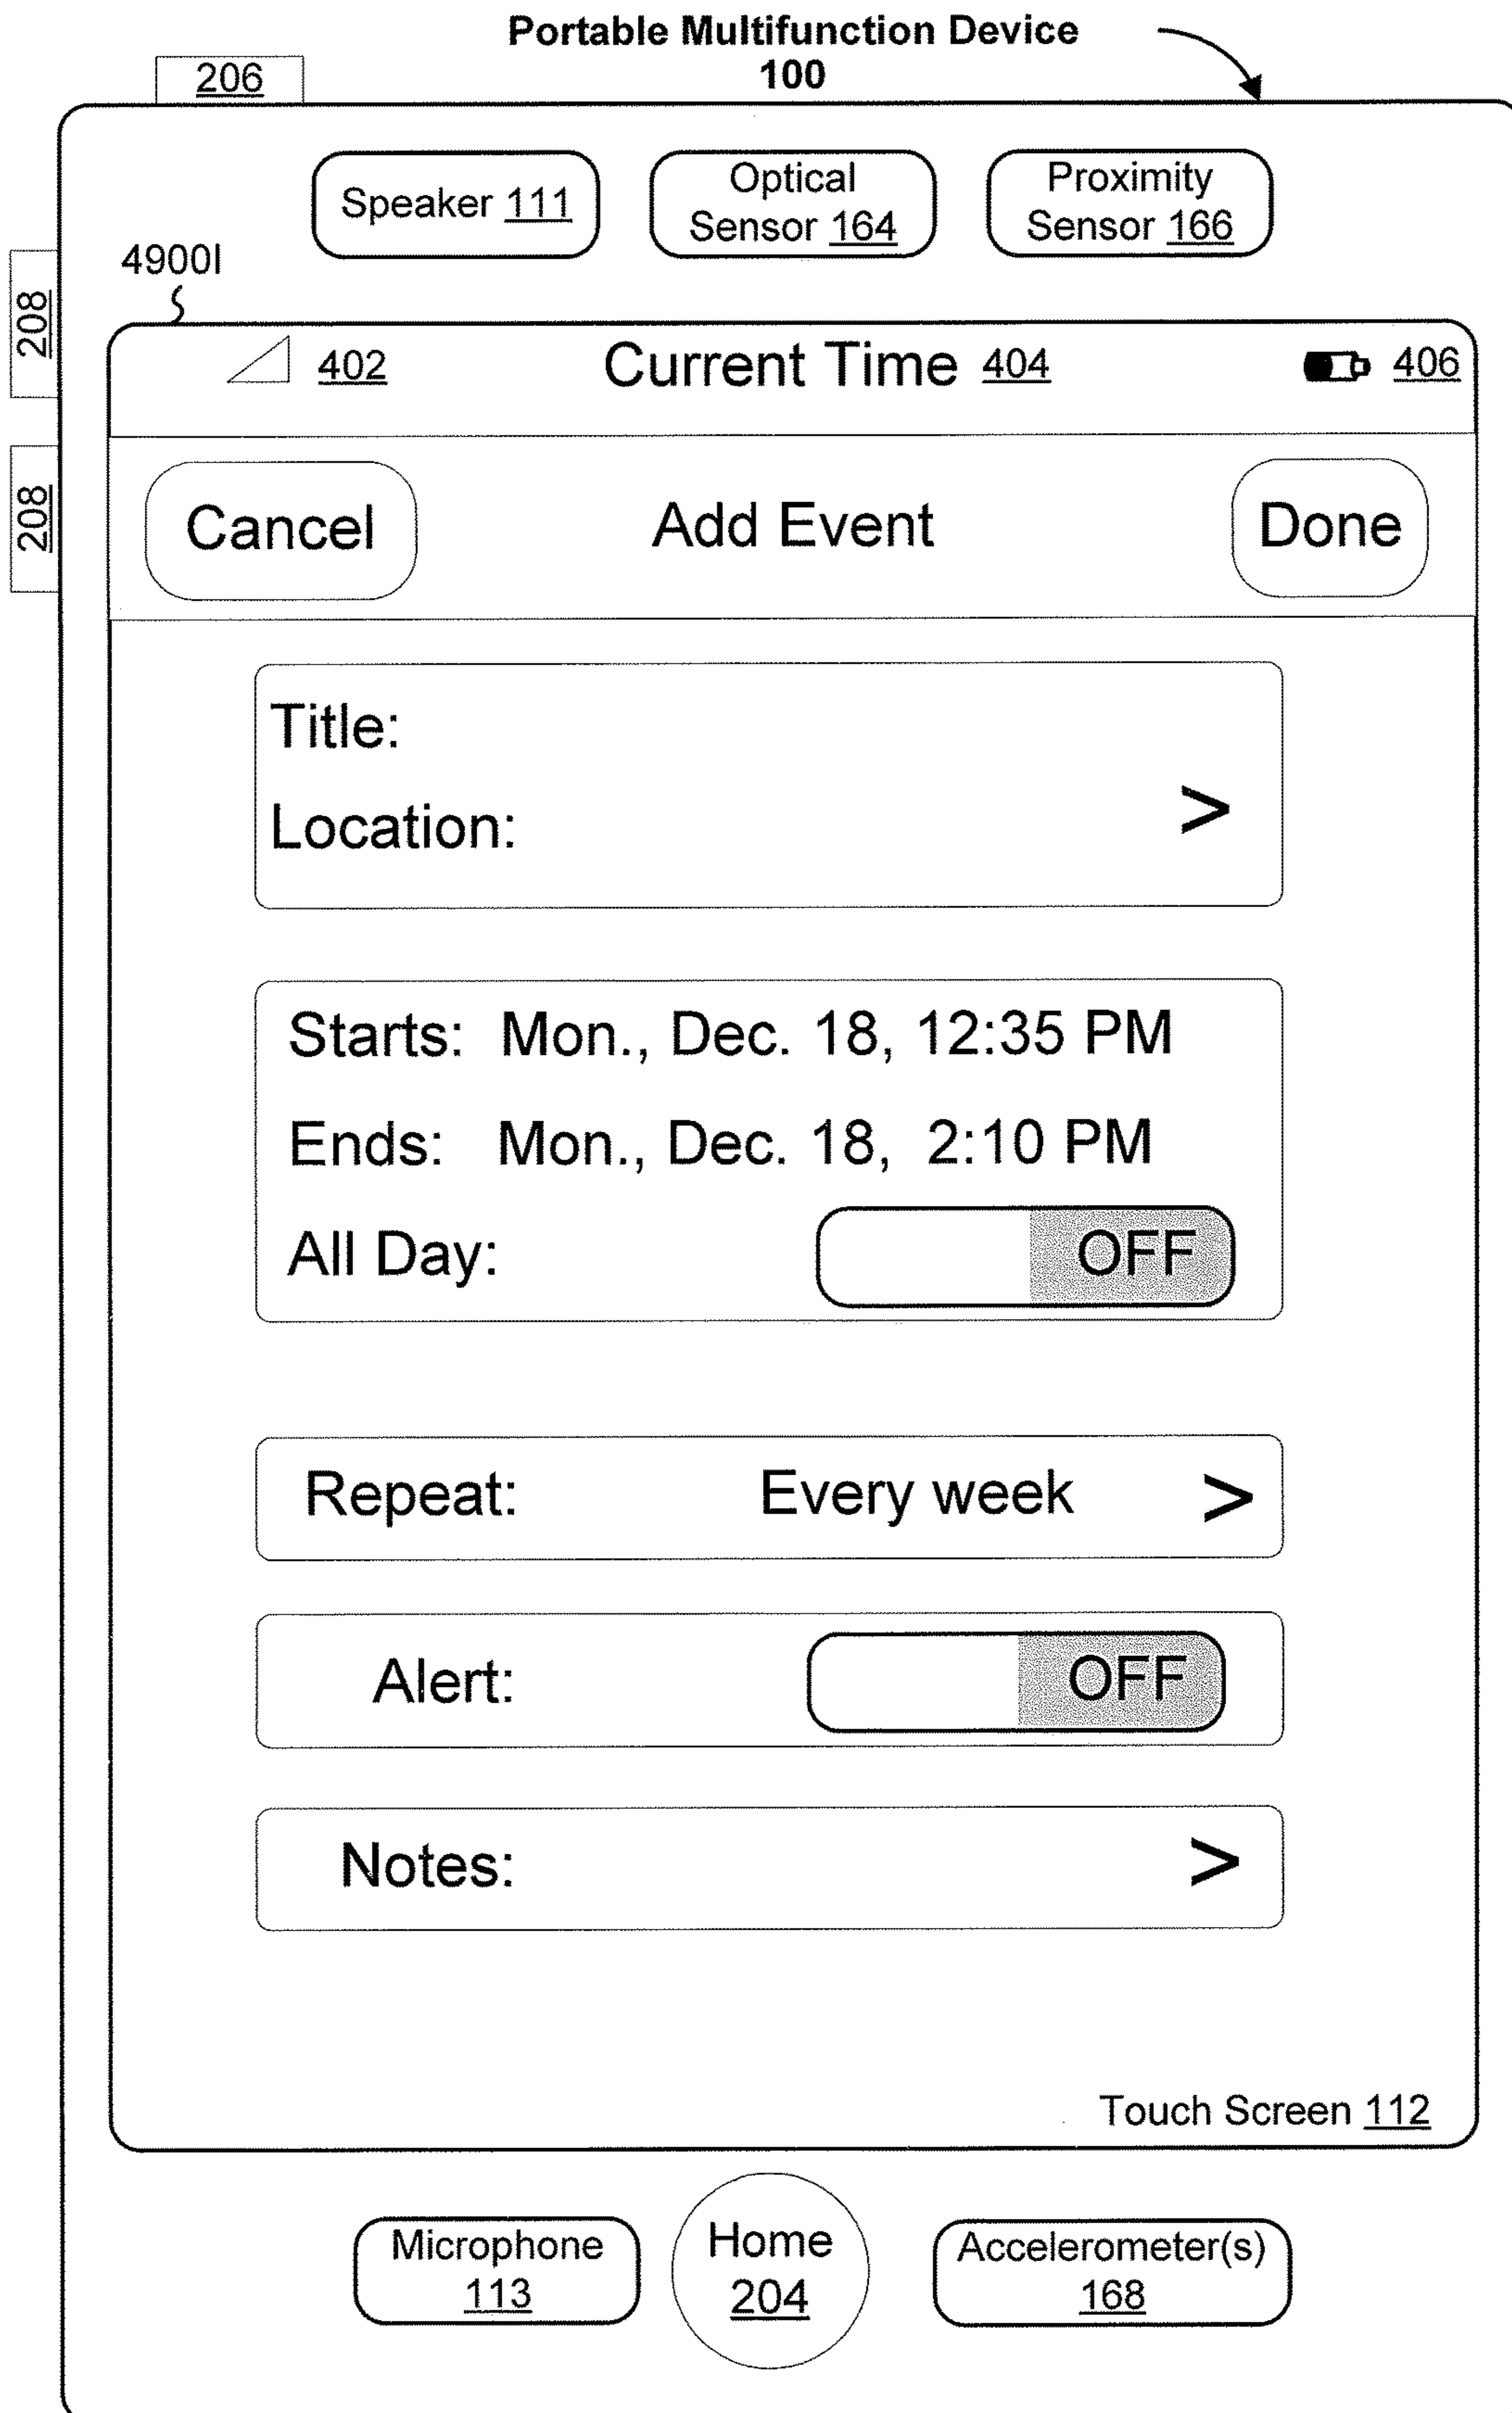 Portable Multifunction Device
100
206
Speaker 111
Optical
Sensor 164
Proximity
Sensor 166
4900I
208
208
402
Current Time 404
406
Cancel
Add Event
Done
Title:
Location:
>
Starts: Mon., Dec. 18, 12:35 PM
Ends: Mon., Dec. 18, 2:10 PM
All Day:
OFF
Repeat:
Every week
>
Alert:
OFF
Notes:
>
Touch Screen 112
Microphone
113
Home
204
Accelerometer(s)
168